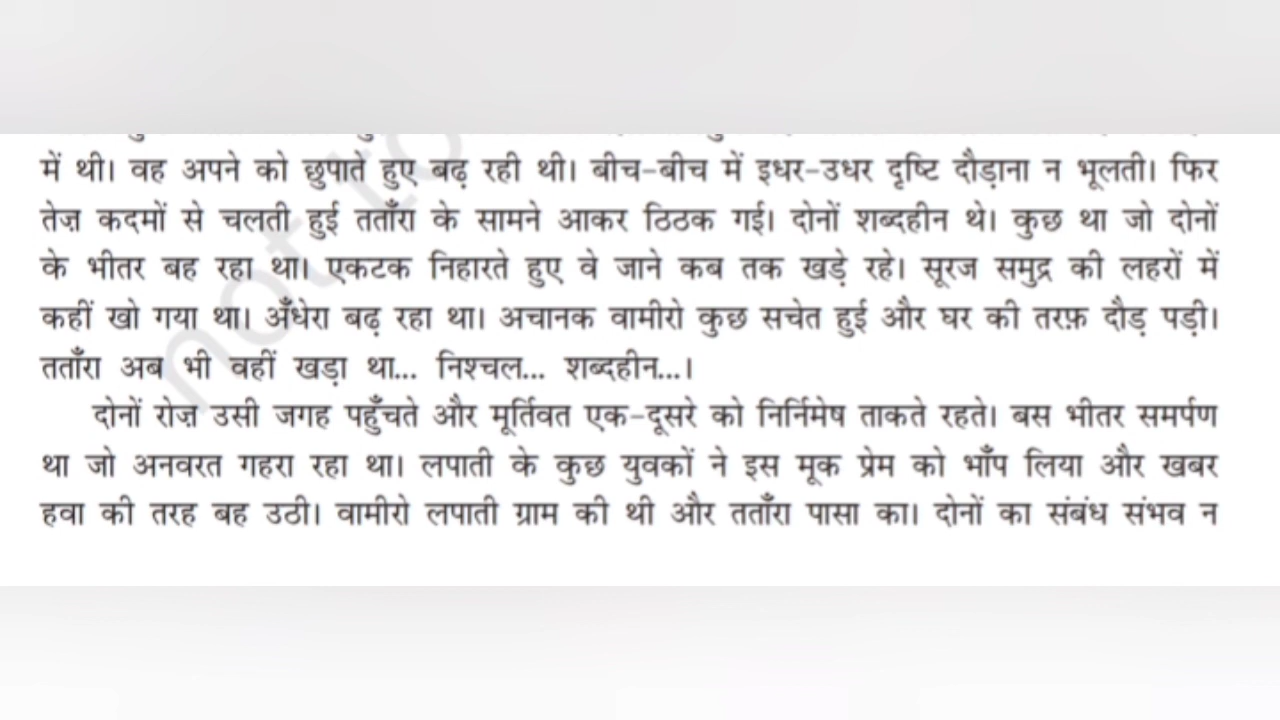 में थी। वह अपने को छुपाते हुए बढ़ रही थी। बीच-बीच में इधर-उधर दृष्टि दौड़ाना न भूलती। फिर
तेज़ कदमों से चलती हुई तताँरा के सामने आकर ठिठक गई। दोनों शब्दहीन थे। कुछ था जो दोनों
के भीतर बह रहा था। एकटक निहारते हुए वे जाने कब तक खड़े रहे। सूरज समुद्र की लहरों में
कहीं खो गया था। अँधेरा बढ़ रहा था। अचानक वामीरो कुछ सचेत हुई और घर की तरफ़ दौड़ पड़ी।
तताँरा अब भी वहीं खड़ा था... निश्चल... शब्दहीन...।
दोनों रोज़ उसी जगह पहुँचते और मूर्तिवत एक-दूसरे को निर्निमेष ताकते रहते। बस भीतर समर्पण
था जो अनवरत गहरा रहा था। लपाती के कुछ युवकों ने इस मूक प्रेम को भाँप लिया और खबर
हवा की तरह बह उठी। वामीरो लपाती ग्राम की थी और तताँरा पासा का। दोनों का संबंध संभव न
not to